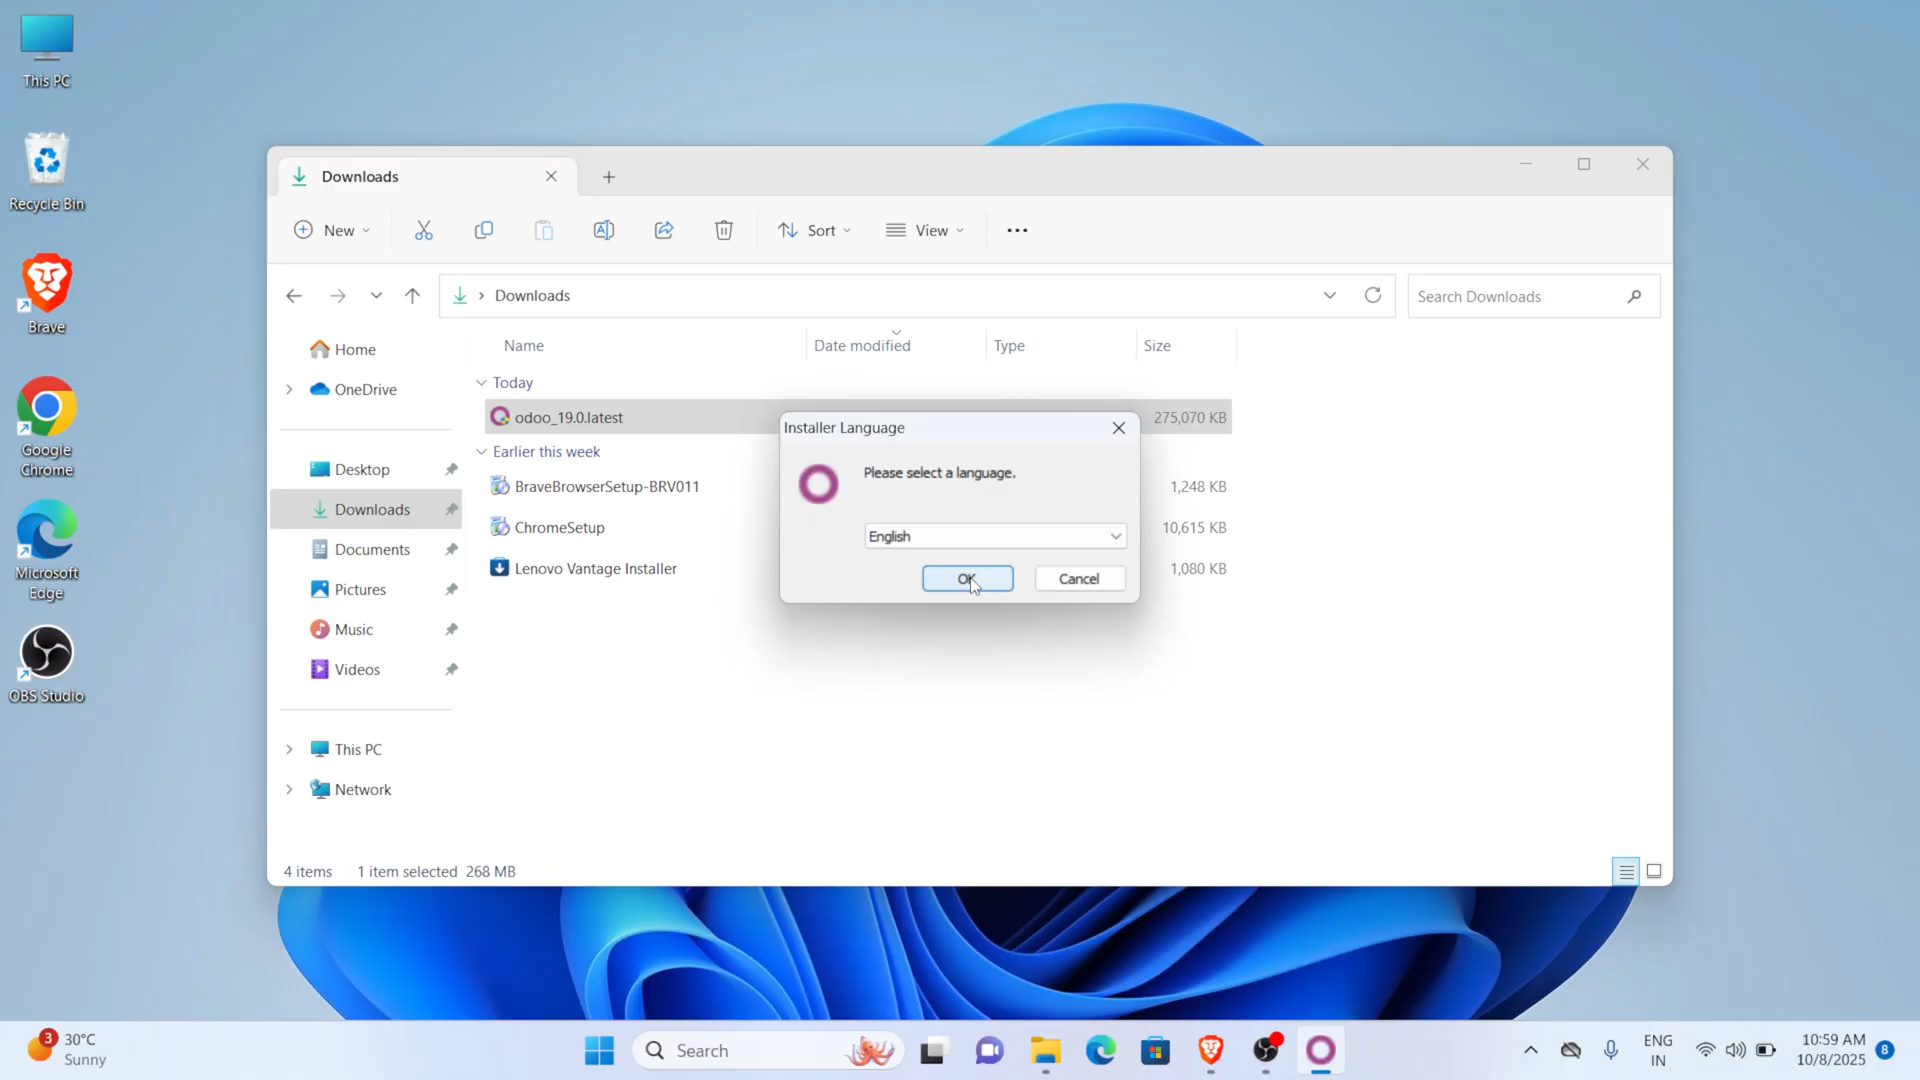 This PC
Recycle Bin
Brave
Google
Chrome
Microsoft
Edge
OBS Studio
Downloads
New
Sort
View
Downloads
Search Downloads
Home
OneDrive
Desktop
Downloads
Documents
Pictures
Music
Videos
This PC
Network
Name
Date modified
Type
Size
Today
odoo_19.0.latest
275,070 KB
Earlier this week
BraveBrowserSetup-BRV011
1,248 KB
ChromeSetup
10,615 KB
Lenovo Vantage Installer
1,080 KB
Installer Language
Please select a language.
English
OK
Cancel
4 items
1 item selected 268 MB
3
30°C
Sunny
Search
ENG
IN
10:59 AM
10/8/2025
8